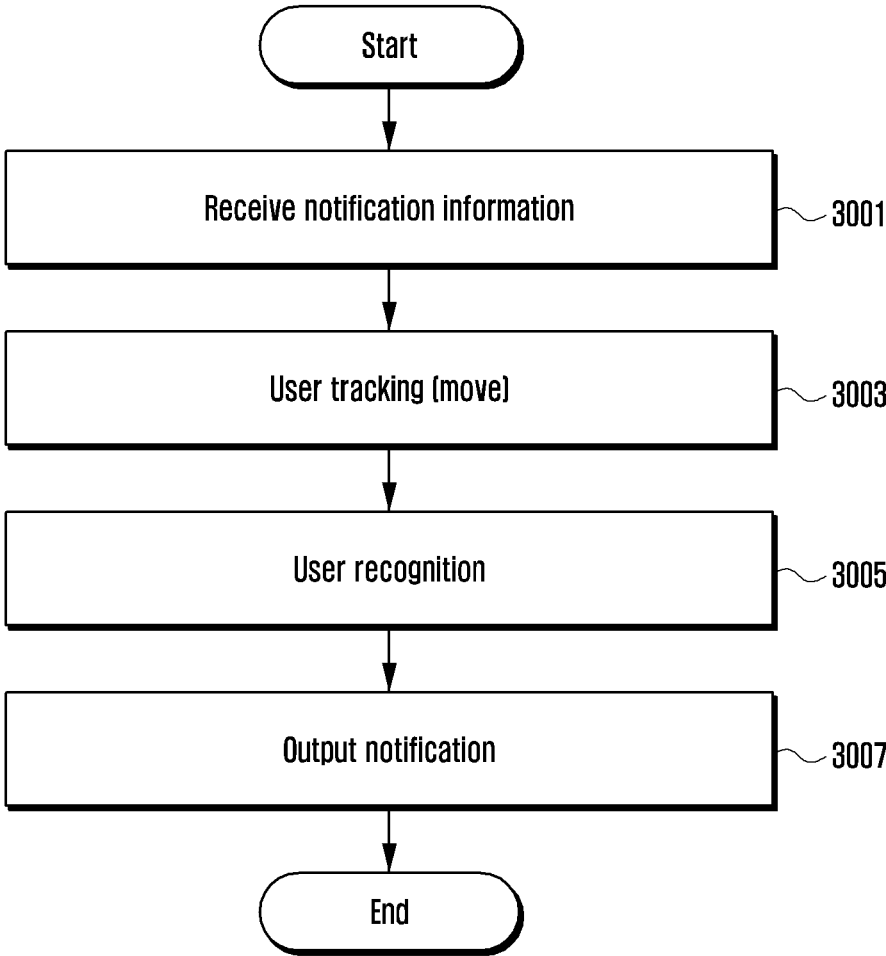 Start
Receive notification information
3001
User tracking (move)
3003
User recognition
3005
Output notification
3007
End